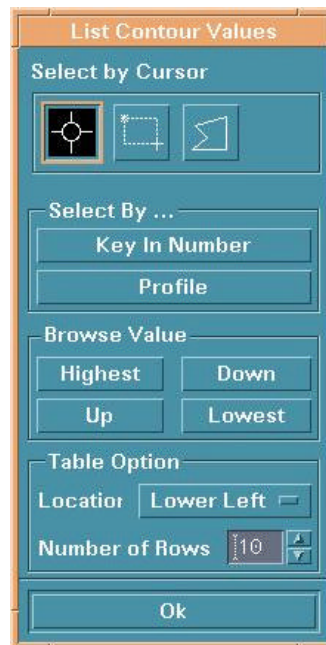 List Contour Values
Select by Cursor
Select By ...
Key In Number
Profile
Browse Value
Highest Down
Up Lowest
Table Option
Location Lower Left
Number of Rows 10
Ok